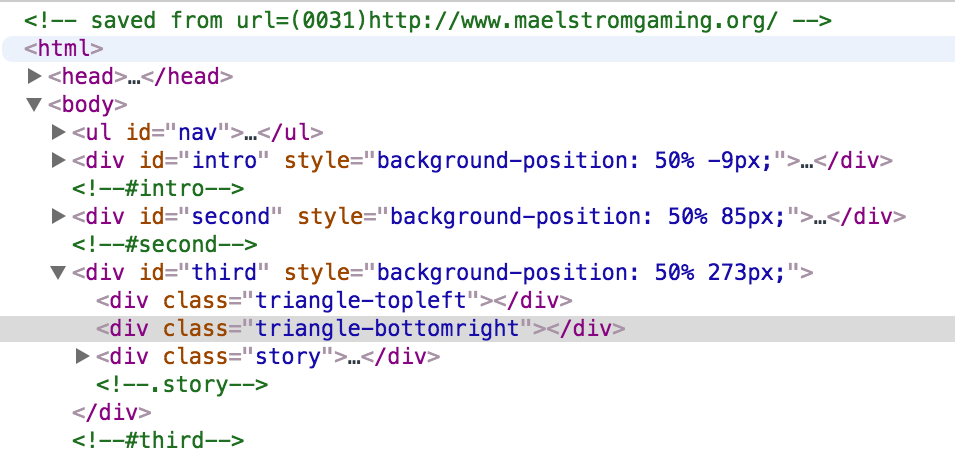 <!-- saved from url=(0031)http://www.maelstromgaming.org/ -->
<html>
<head>…</head>
<body>
<ul id="nav">…</ul>
<div id="intro" style="background-position: 50% -9px;">…</div>
<!--#intro-->
<div id="second" style="background-position: 50% 85px;">…</div>
<!--#second-->
<div id="third" style="background-position: 50% 273px;">
<div class="triangle-topleft"></div>
<div class="triangle-bottomright"></div>
<div class="story">…</div>
<!--.story-->
</div>
<!--#third-->